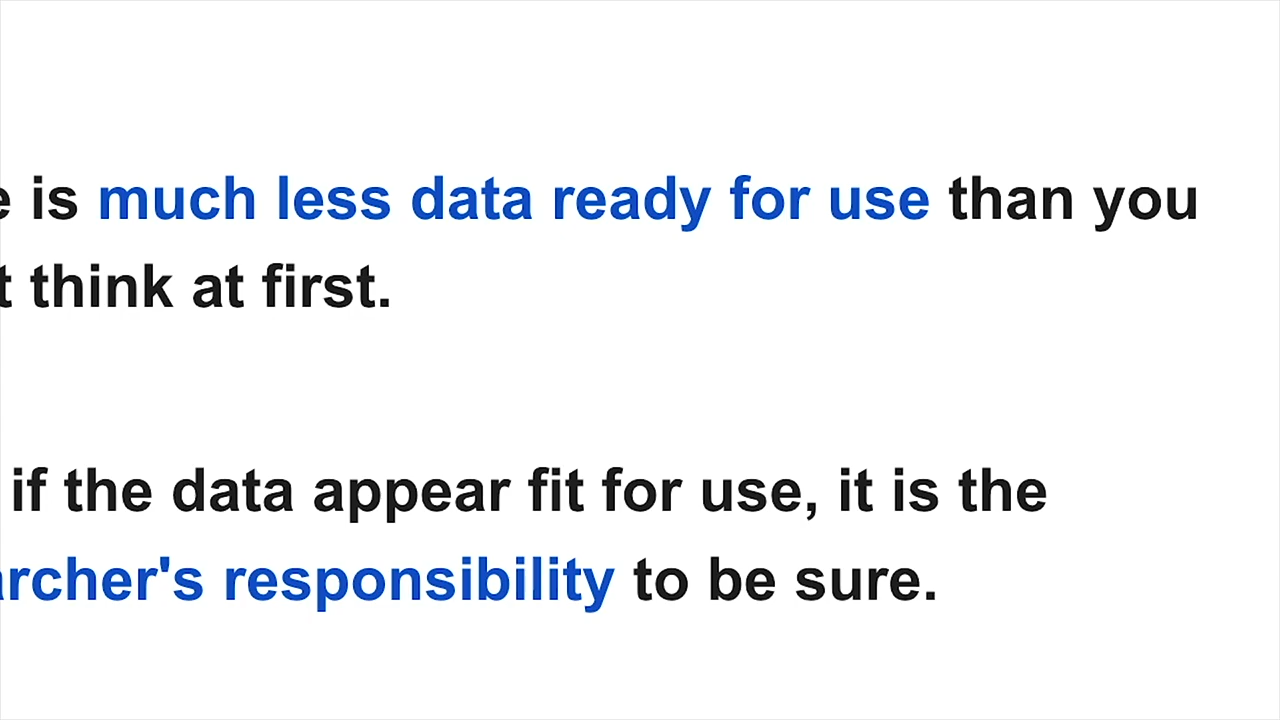 e is much less data ready for use than you
t think at first.
if the data appear fit for use, it is the
archer's responsibility to be sure.